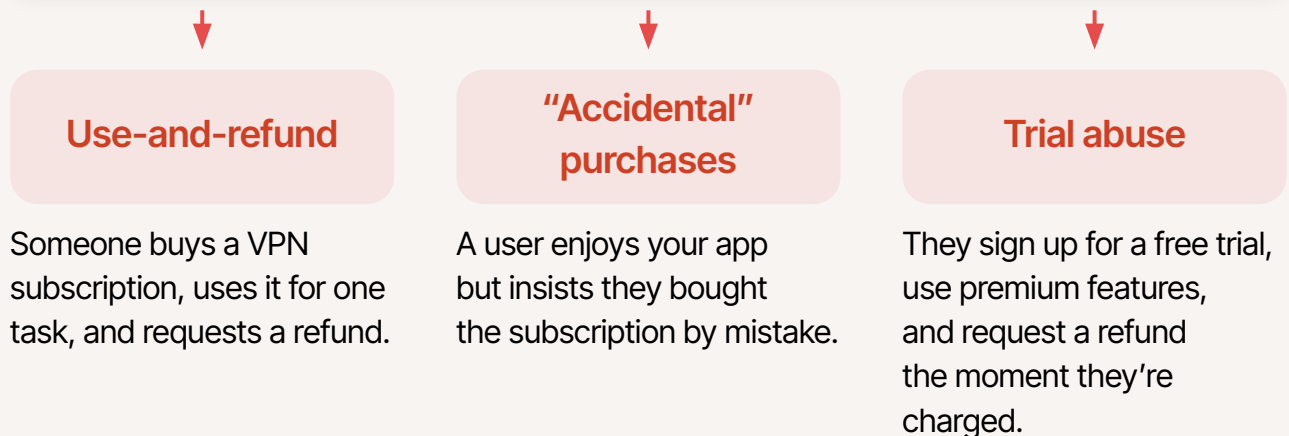 Use-and-refund
Someone buys a VPN
subscription, uses it for one
task, and requests a refund.
“Accidental”
purchases
A user enjoys your app
but insists they bought
the subscription by mistake.
Trial abuse
They sign up for a free trial,
use premium features,
and request a refund
the moment they’re
charged.